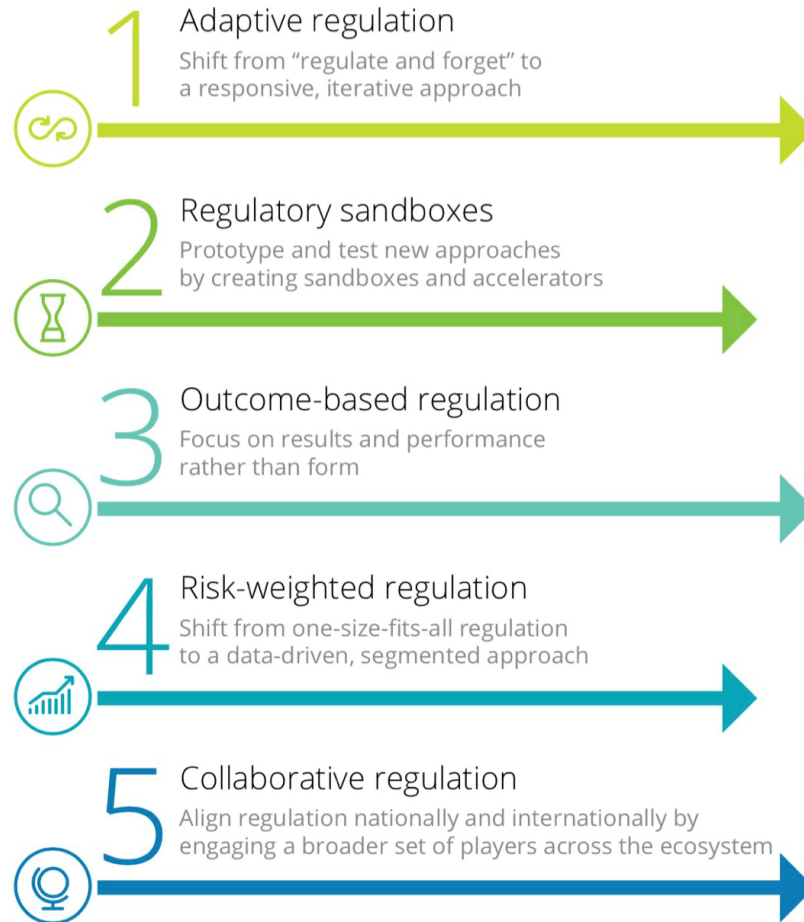 1
Adaptive regulation
Shift from “regulate and forget” to
a responsive, iterative approach
2
Regulatory sandboxes
Prototype and test new approaches
by creating sandboxes and accelerators
3
Outcome-based regulation
Focus on results and performance
rather than form
4
Risk-weighted regulation
Shift from one-size-fits-all regulation
to a data-driven, segmented approach
5
Collaborative regulation
Align regulation nationally and internationally by
engaging a broader set of players across the ecosystem